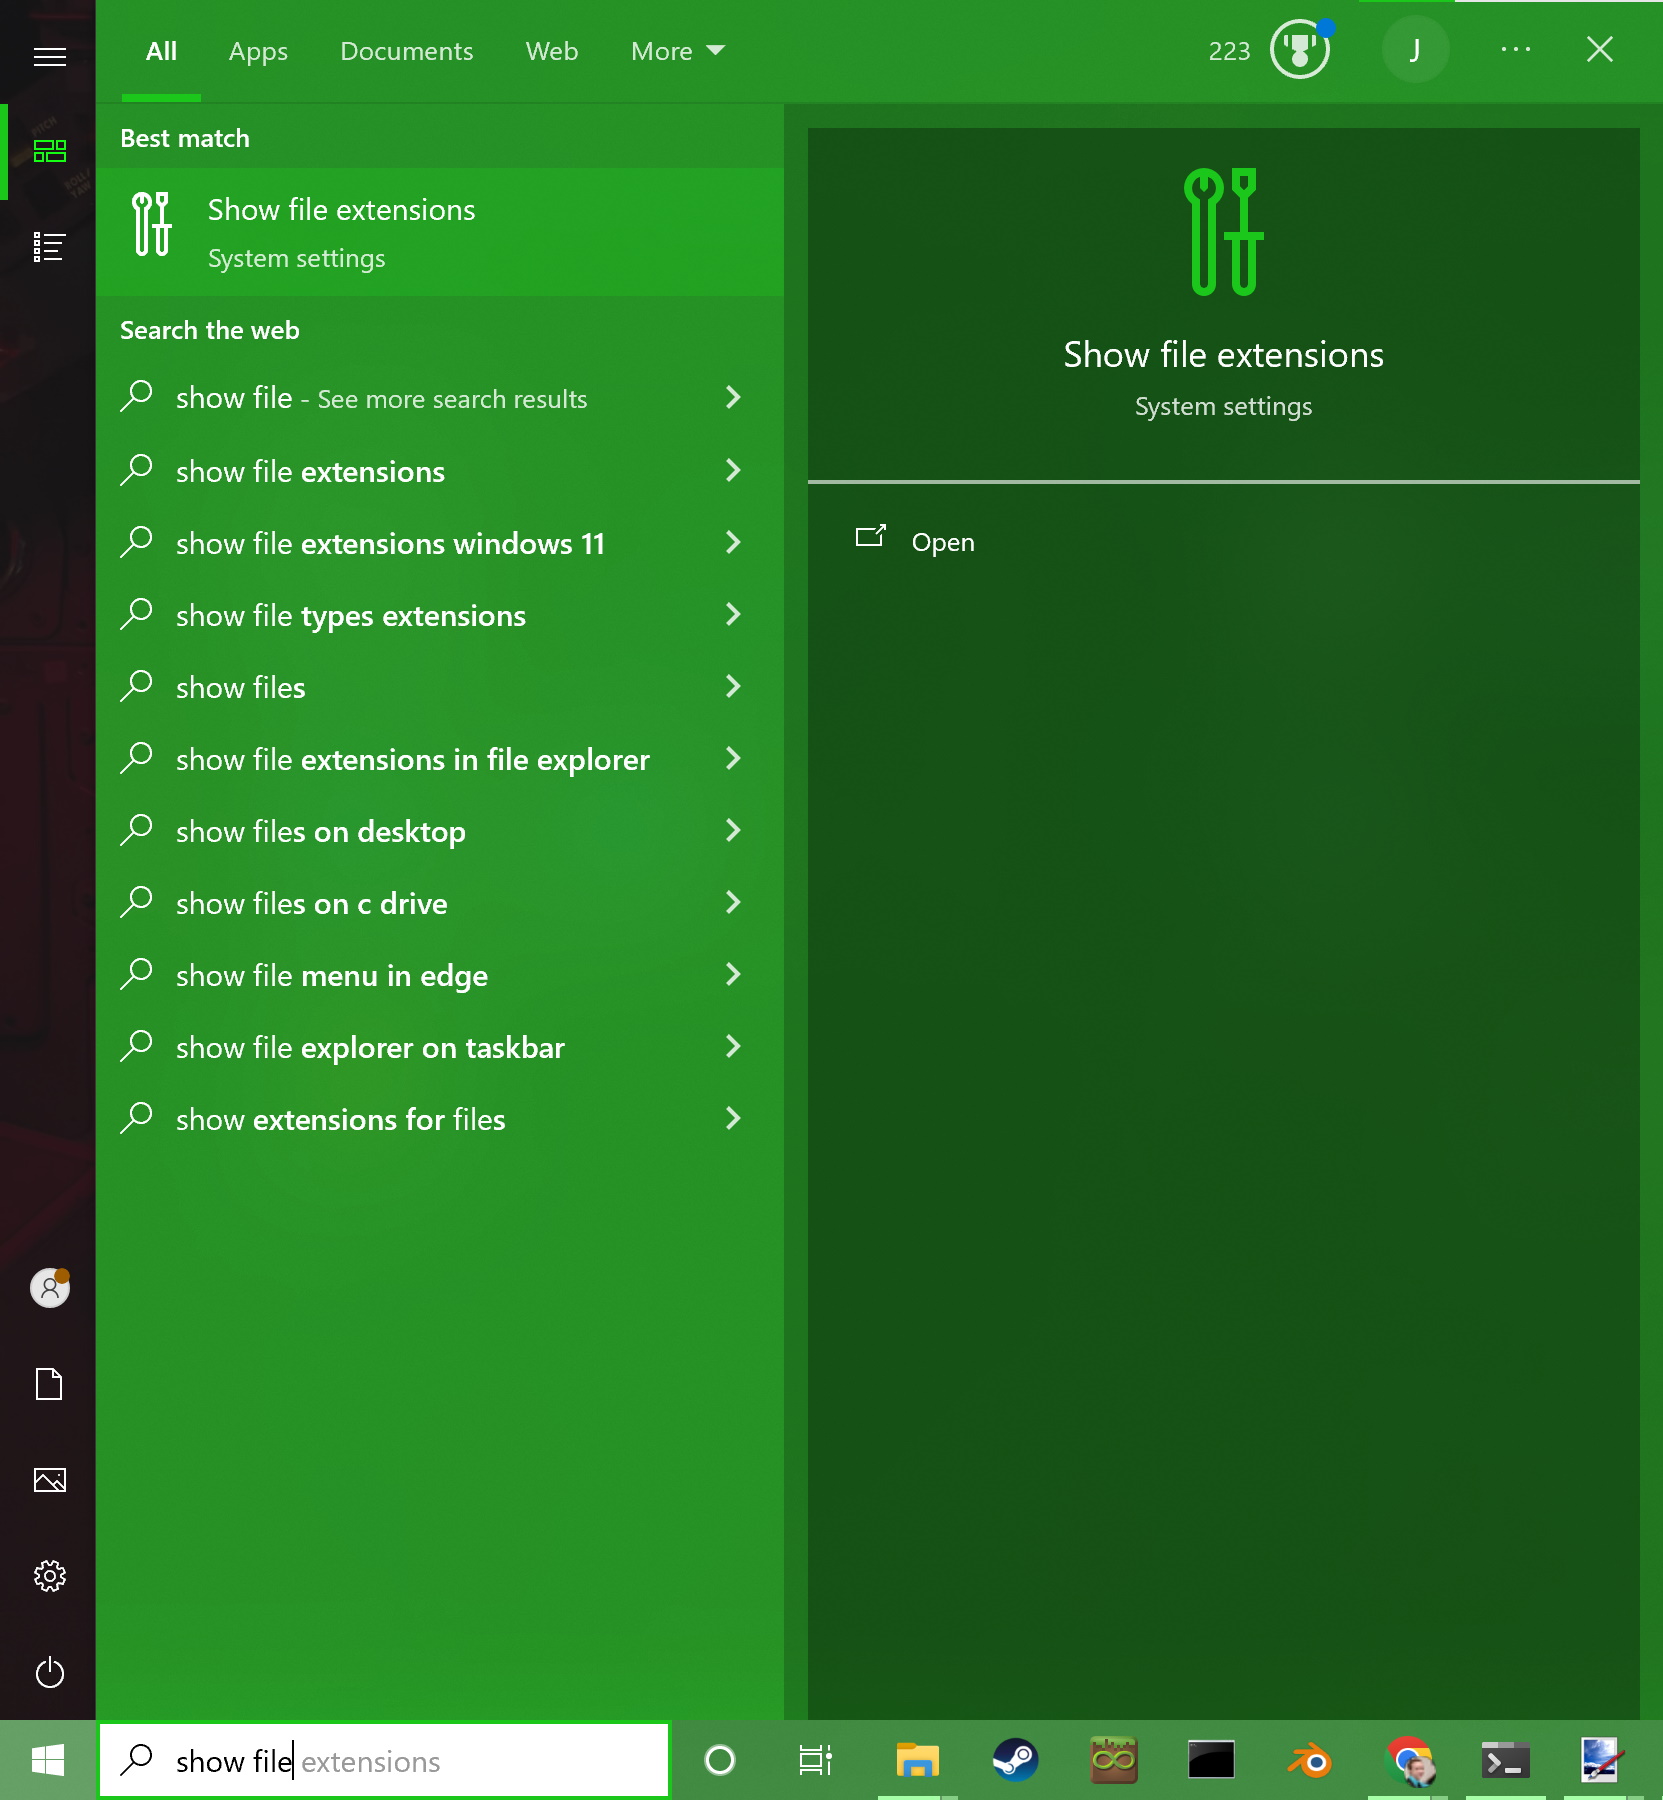 All Apps Documents Web More 223 J
Best match
Show file extensions
System settings
Search the web
show file - See more search results
show file extensions
show file extensions windows 11
show file types extensions
show files
show file extensions in file explorer
show files on desktop
show files on c drive
show file menu in edge
show file explorer on taskbar
show extensions for files
Show file extensions
System settings
Open
show file extensions